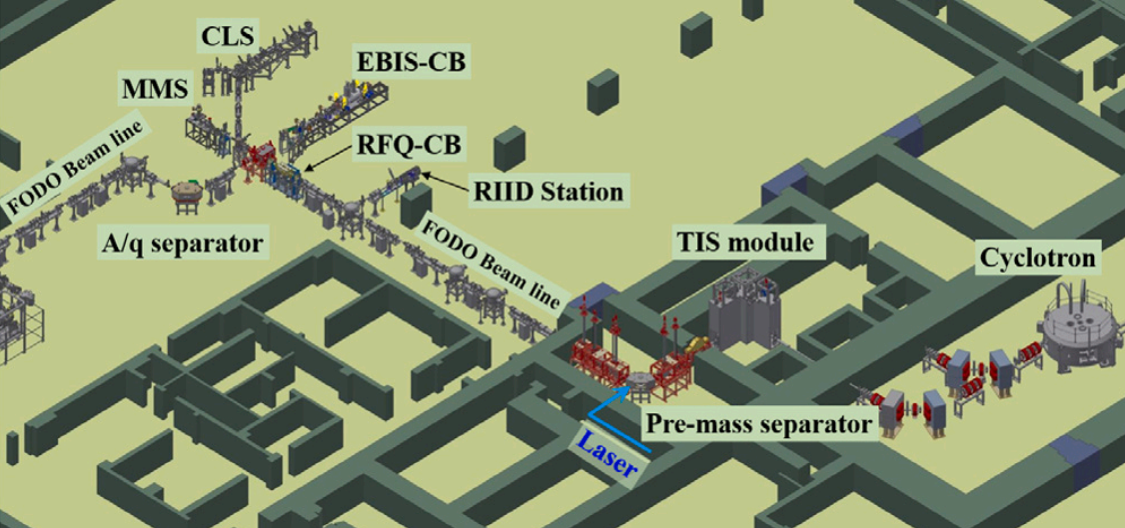 CLS
EBIS-CB
MMS
RFQ-CB
FODO Beam line
RIID Station
A/q separator
FODO Beam line
TIS module
Cyclotron
Pre-mass separator
Laser